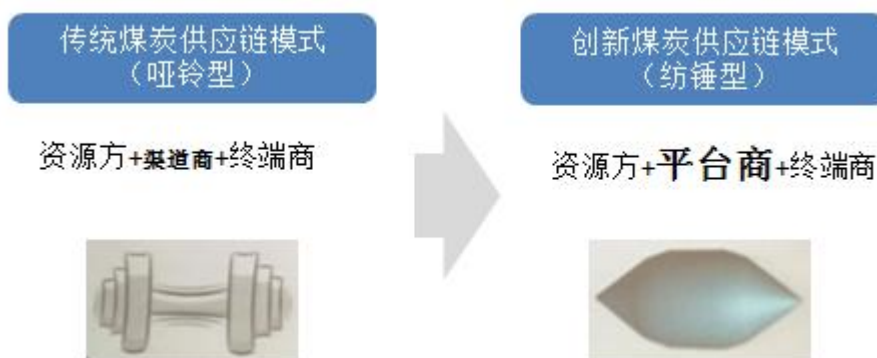 传统煤炭供应链模式
（哑铃型）
资源方+渠道商+终端商
创新煤炭供应链模式
（纺锤型）
资源方+平台商+终端商